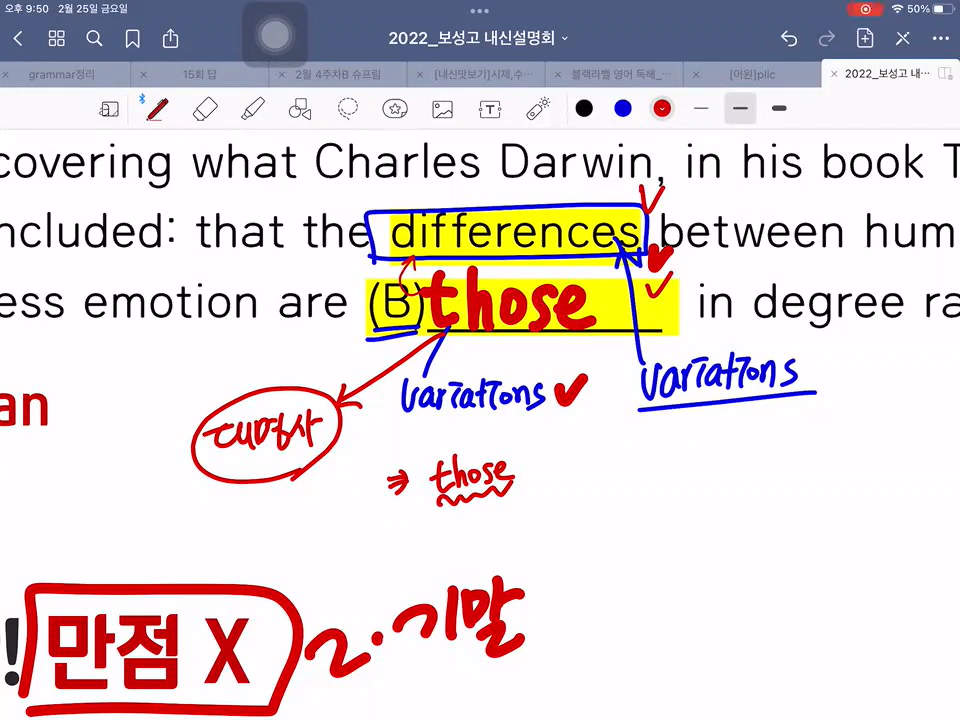 오후 9:50 2월 25일 금요일
50%
2022_보성고 내신설명회
grammar정리
15회 답
2월 4주차B 슈프림
[내신맛보기]시제,수…
블랙라벨 영어 독해_…
[어원]plic
2022_보성고 내…
covering what Charles Darwin, in his book T
ncluded: that the differences between hum
ess emotion are (B) those in degree ra
variations
variations
an
대명사
⇒ those
! 만점 X 2. 기말